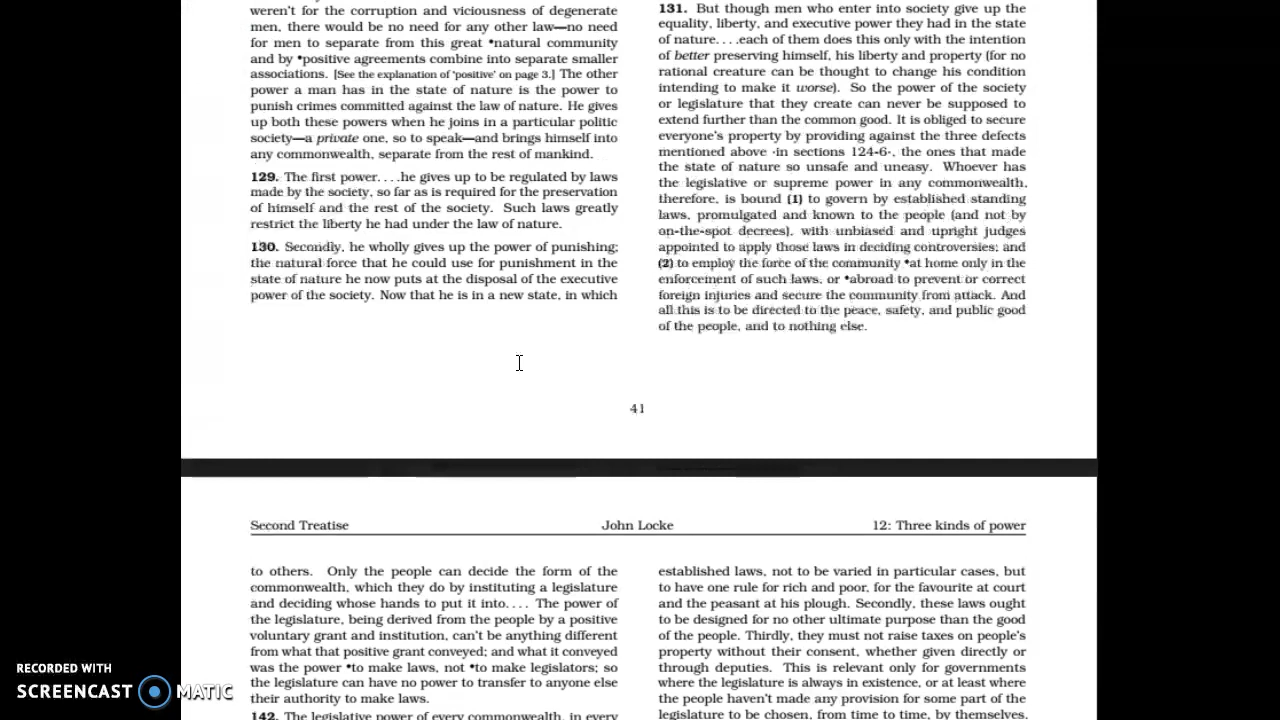 weren't for the corruption and viciousness of degenerate
men, there would be no need for any other law—no need
for men to separate from this great •natural community
and by •positive agreements combine into separate smaller
associations. [See the explanation of 'positive' on page 3.] The other
power a man has in the state of nature is the power to
punish crimes committed against the law of nature. He gives
up both these powers when he joins in a particular politic
society—a private one, so to speak—and brings himself into
any commonwealth, separate from the rest of mankind.
129. The first power. . . .he gives up to be regulated by laws
made by the society, so far as is required for the preservation
of himself and the rest of the society. Such laws greatly
restrict the liberty he had under the law of nature.
130. Secondly, he wholly gives up the power of punishing;
the natural force that he could use for punishment in the
state of nature he now puts at the disposal of the executive
power of the society. Now that he is in a new state, in which
131. But though men who enter into society give up the
equality, liberty, and executive power they had in the state
of nature. . . .each of them does this only with the intention
of better preserving himself, his liberty and property (for no
rational creature can be thought to change his condition
intending to make it worse). So the power of the society
or legislature that they create can never be supposed to
extend further than the common good. It is obliged to secure
everyone's property by providing against the three defects
mentioned above ·in sections 124-6·, the ones that made
the state of nature so unsafe and uneasy. Whoever has
the legislative or supreme power in any commonwealth,
therefore, is bound (1) to govern by established standing
laws, promulgated and known to the people (and not by
on-the-spot decrees), with unbiased and upright judges
appointed to apply those laws in deciding controversies; and
(2) to employ the force of the community •at home only in the
enforcement of such laws, or •abroad to prevent or correct
foreign injuries and secure the community from attack. And
all this is to be directed to the peace, safety, and public good
of the people, and to nothing else.
41
Second Treatise John Locke 12: Three kinds of power
to others. Only the people can decide the form of the
commonwealth, which they do by instituting a legislature
and deciding whose hands to put it into. . . . The power of
the legislature, being derived from the people by a positive
voluntary grant and institution, can't be anything different
from what that positive grant conveyed; and what it conveyed
was the power •to make laws, not •to make legislators; so
the legislature can have no power to transfer to anyone else
their authority to make laws.
142. The legislative power of every commonwealth, in every
established laws, not to be varied in particular cases, but
to have one rule for rich and poor, for the favourite at court
and the peasant at his plough. Secondly, these laws ought
to be designed for no other ultimate purpose than the good
of the people. Thirdly, they must not raise taxes on people's
property without their consent, whether given directly or
through deputies. This is relevant only for governments
where the legislature is always in existence, or at least where
the people haven't made any provision for some part of the
legislature to be chosen, from time to time, by themselves.
RECORDED WITH
SCREENCAST MATIC